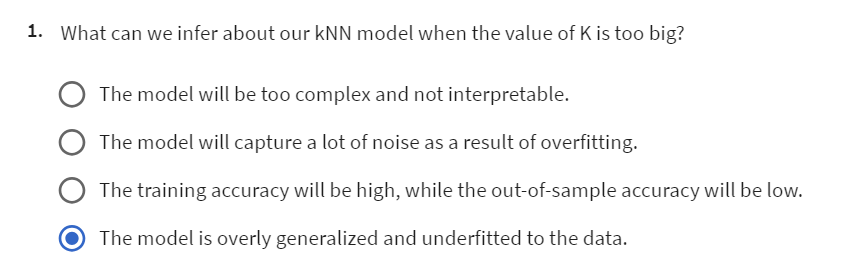 1. What can we infer about our kNN model when the value of K is too big?
The model will be too complex and not interpretable.
The model will capture a lot of noise as a result of overfitting.
The training accuracy will be high, while the out-of-sample accuracy will be low.
The model is overly generalized and underfitted to the data.